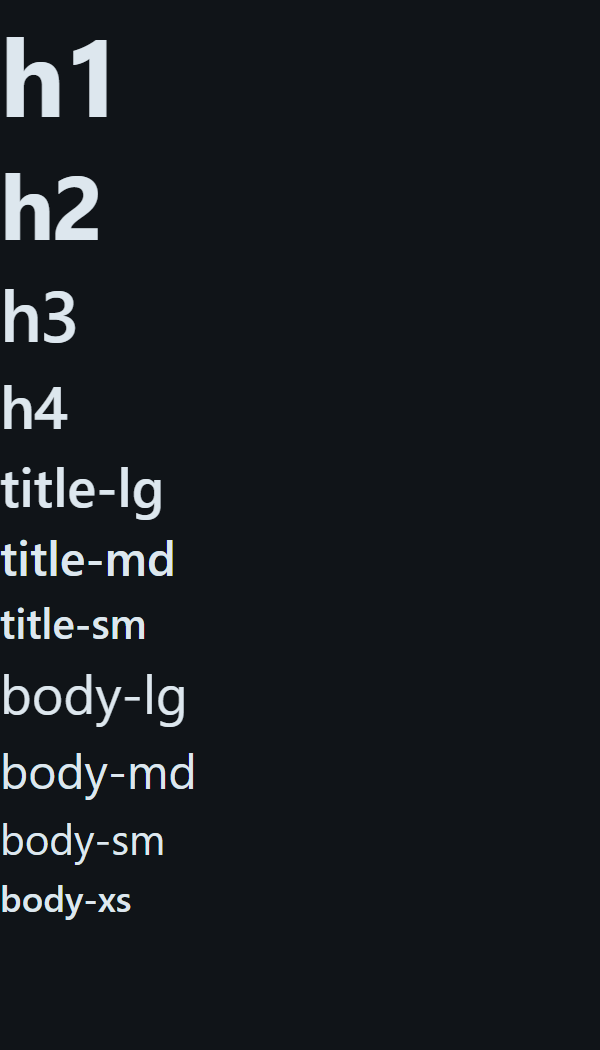 h1
h2
h3
h4
title-lg
title-md
title-sm
body-lg
body-md
body-sm
body-xs